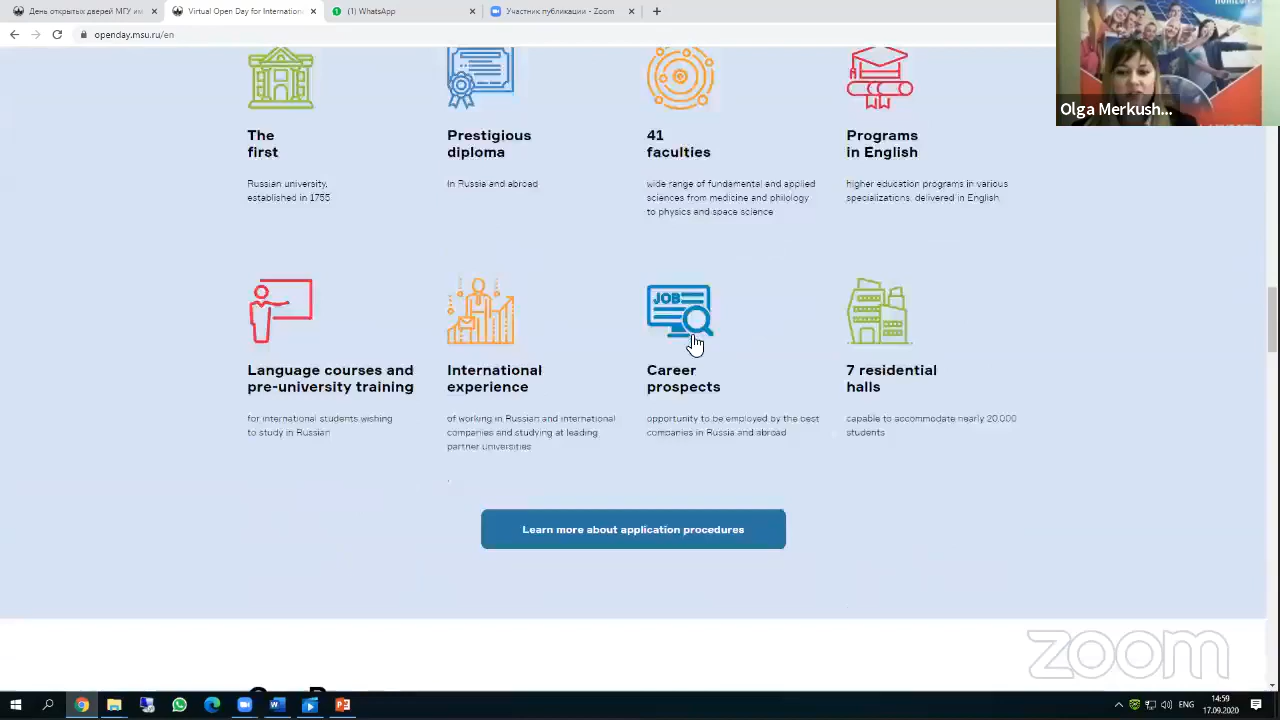 День открытых дверей МГУ им
Virtual Open Day for Internation
(1) WhatsApp
Участник публикации - Zoom
openday.msu.ru/en
Olga Merkush...
The
first
Russian university,
established in 1755
Prestigious
diploma
in Russia and abroad
41
faculties
wide range of fundamental and applied
sciences from medicine and philology
to physics and space science
Programs
in English
higher education programs in various
specializations, delivered in English
Language courses and
pre-university training
for international students wishing
to study in Russian
International
experience
of working in Russian and international
companies and studying at leading
partner universities
JOB
Career
prospects
opportunity to be employed by the best
companies in Russia and abroad
7 residential
halls
capable to accommodate nearly 20 000
students
Learn more about application procedures
zoom
ENG
14:59
17.09.2020